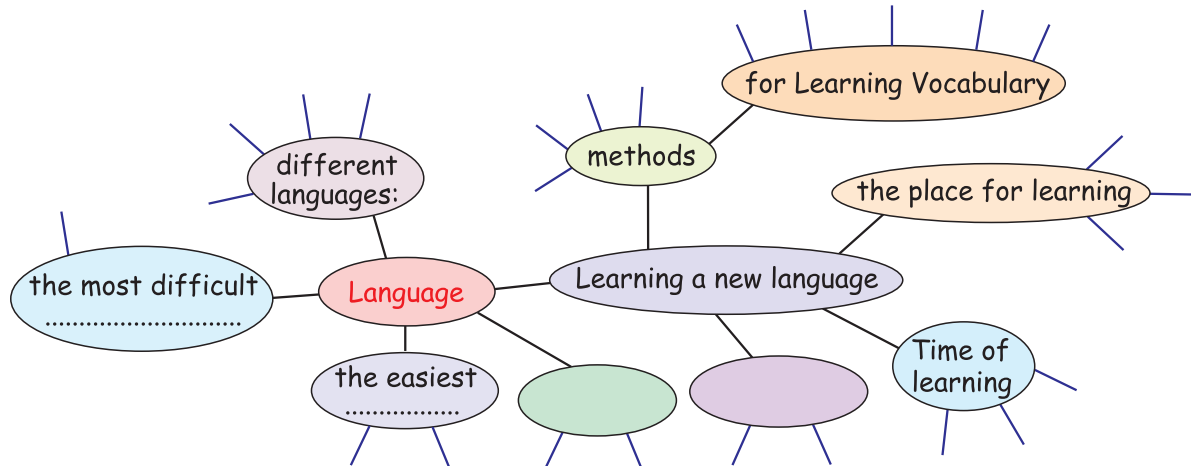 for Learning Vocabulary
methods
different
languages:
the place for learning
the most difficult
.............................
Language
Learning a new language
the easiest
.................
Time of
learning